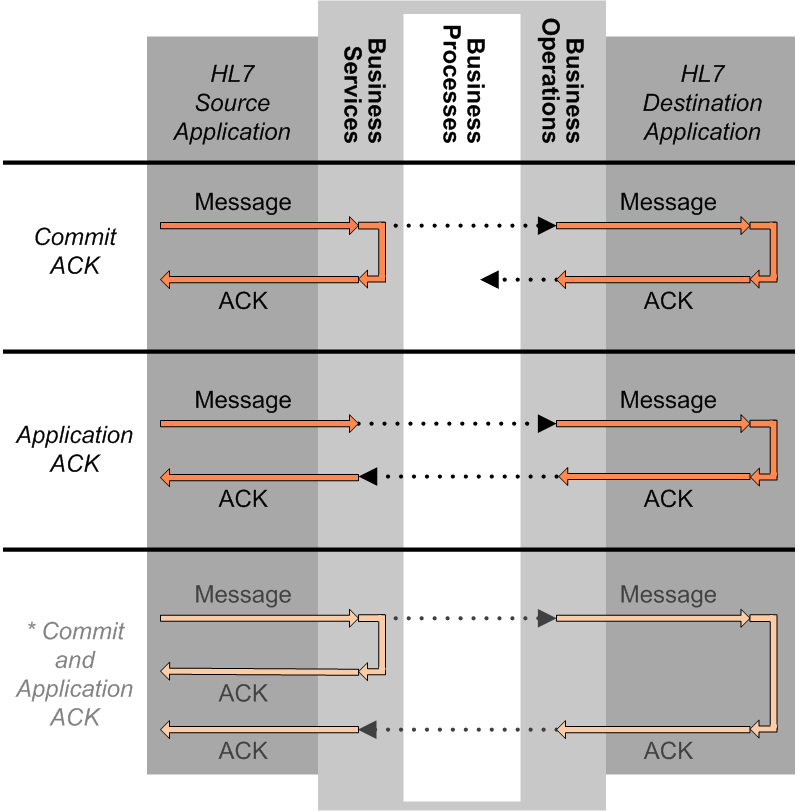 HL7
Source
Application
Business
Services
Business
Processes
Business
Operations
HL7
Destination
Application
Commit
ACK
Message
ACK
Message
ACK
Application
ACK
Message
ACK
Message
ACK
* Commit
and
Application
ACK
Message
ACK
ACK
Message
ACK